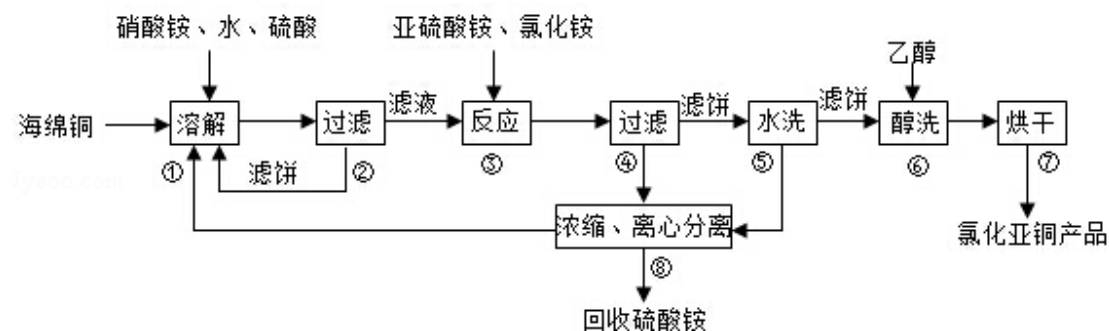 硝酸铵、水、硫酸
亚硫酸铵、氯化铵
乙醇
海绵铜
溶解
过滤
滤液
反应
过滤
滤饼
水洗
滤饼
醇洗
烘干
①
滤饼
②
③
④
⑤
⑥
⑦
浓缩、离心分离
氯化亚铜产品
⑧
回收硫酸铵